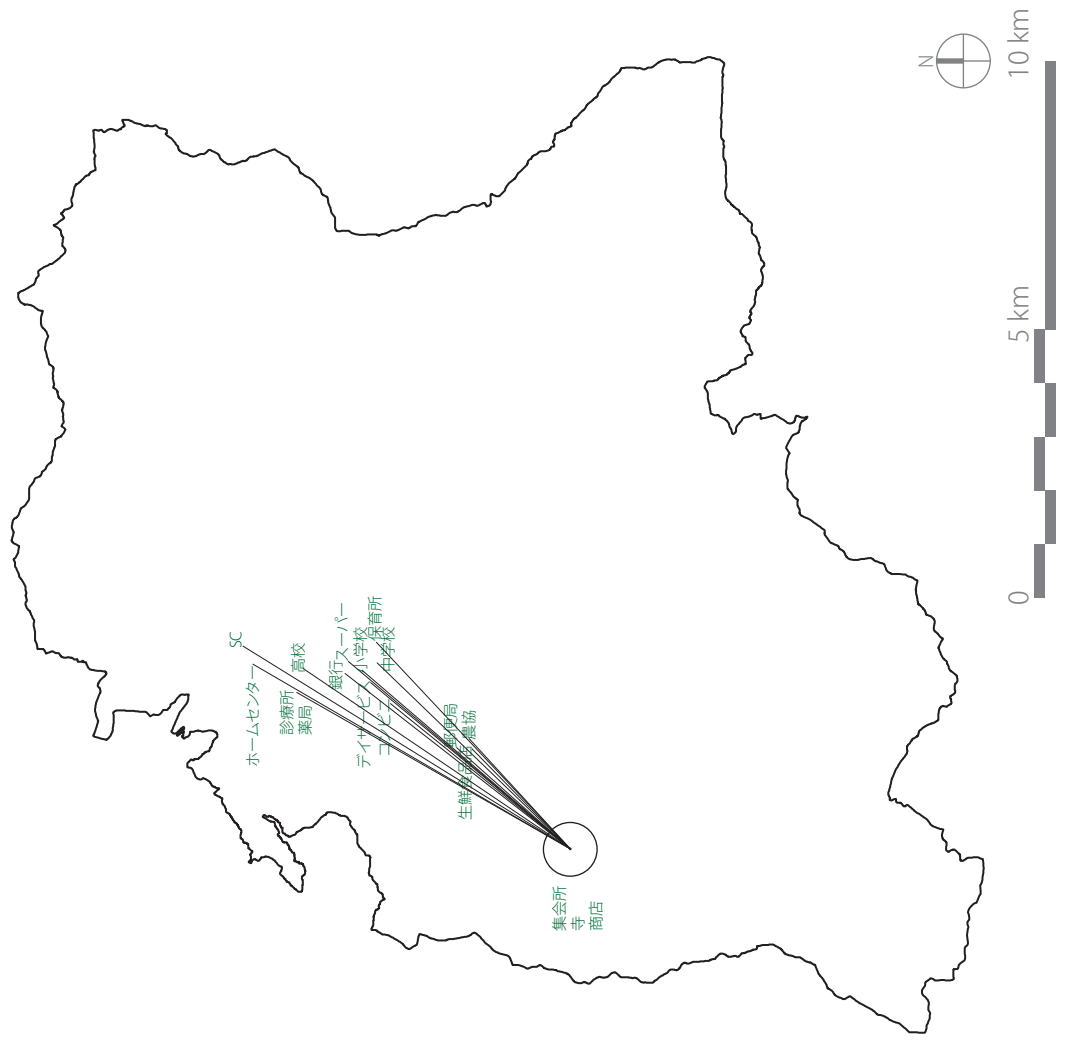 SC
ホームセンター
高校
診療所
薬局
スーパー
銀行
小学校
保育所
中学校
デイサービス
コンビニ
郵便局
農協
生鮮食品店
集会所
寺
商店
N
0
5 km
10 km